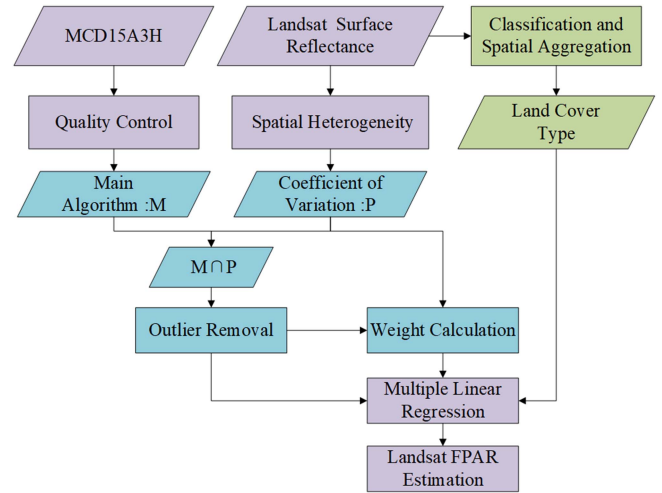 MCD15A3H
Landsat Surface
Reflectance
Classification and
Spatial Aggregation
Quality Control
Spatial Heterogeneity
Land Cover
Type
Main
Algorithm :M
Coefficient of
Variation :P
M∩P
Outlier Removal
Weight Calculation
Multiple Linear
Regression
Landsat FPAR
Estimation